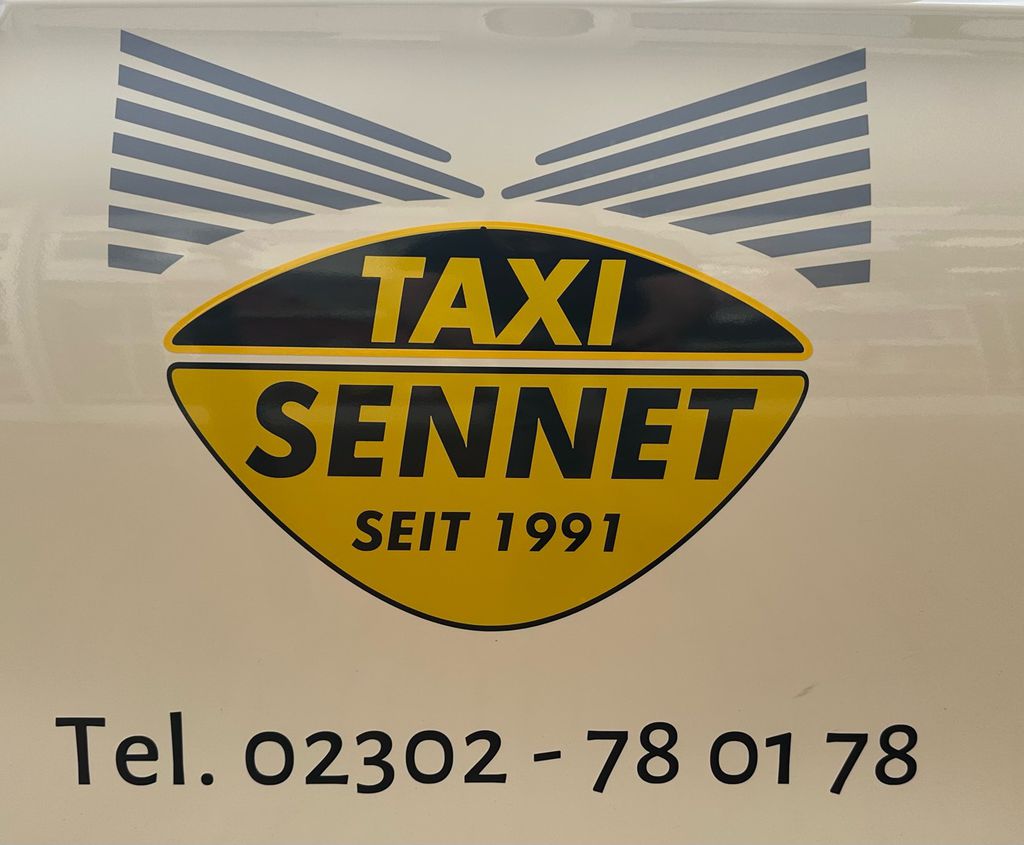 TAXI
SENNET
SEIT 1991
Tel. 02302 - 78 01 78